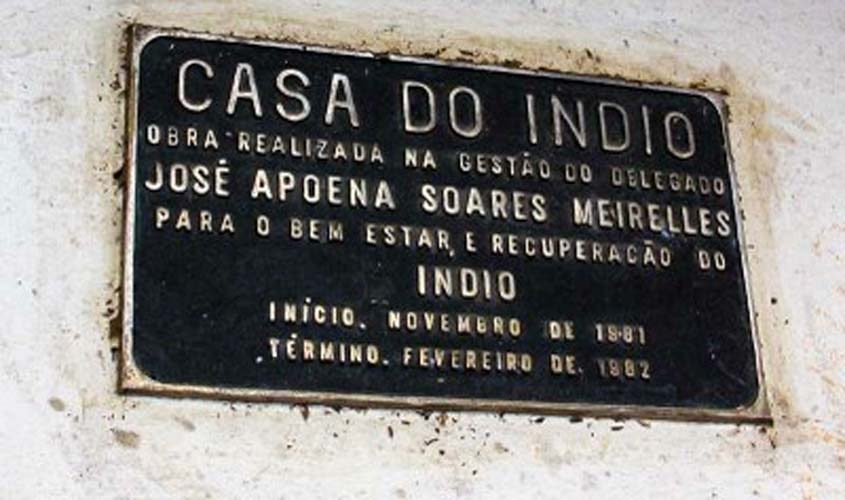 CASA DO INDIO
OBRA REALIZADA NA GESTÃO DO DELEGADO
JOSÉ APOENA SOARES MEIRELLES
PARA O BEM ESTAR, E RECUPERAÇÃO DO
INDIO
INÍCIO. NOVEMBRO DE 1981
TÉRMINO. FEVEREIRO DE. 1982